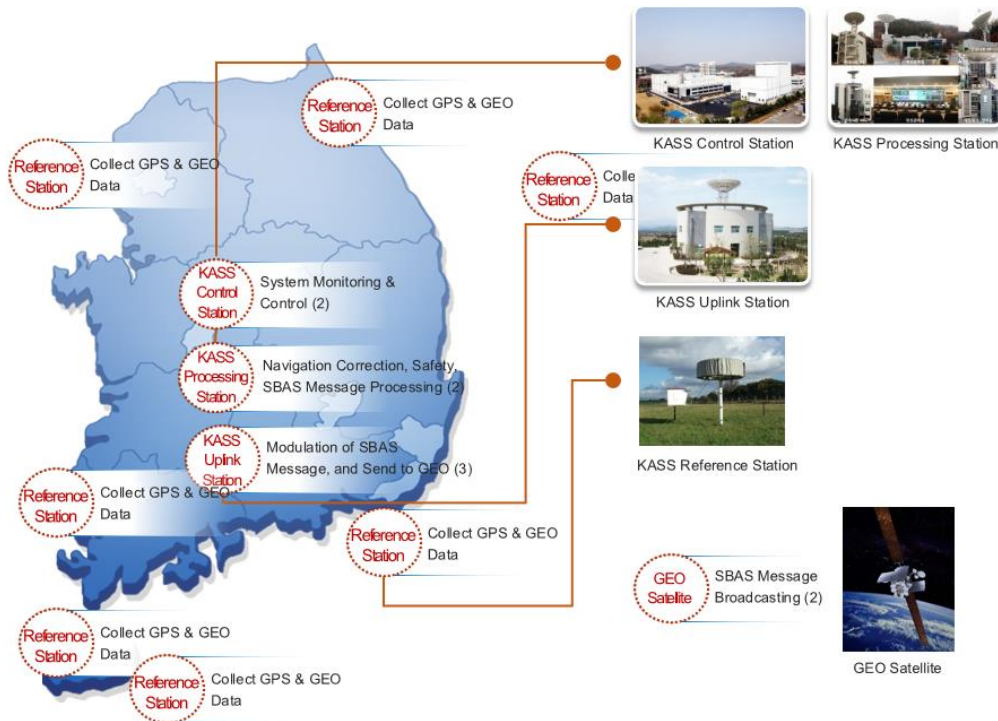 Reference
Station
Collect GPS & GEO
Data
KASS Control Station
KASS Processing Station
Reference
Station
Collect GPS & GEO
Data
Reference
Station
Data
KASS
Control
Station
System Monitoring &
Control (2)
KASS Uplink Station
KASS
Processing
Station
Navigation Correction, Safety,
SBAS Message Processing (2)
KASS
Uplink
Station
Modulation of SBAS
Message, and Send to GEO (3)
KASS Reference Station
Reference
Station
Collect GPS & GEO
Data
Reference
Station
Collect GPS & GEO
Data
GEO
Satellite
SBAS Message
Broadcasting (2)
Reference
Station
Collect GPS & GEO
Data
Reference
Station
Collect GPS & GEO
Data
GEO Satellite